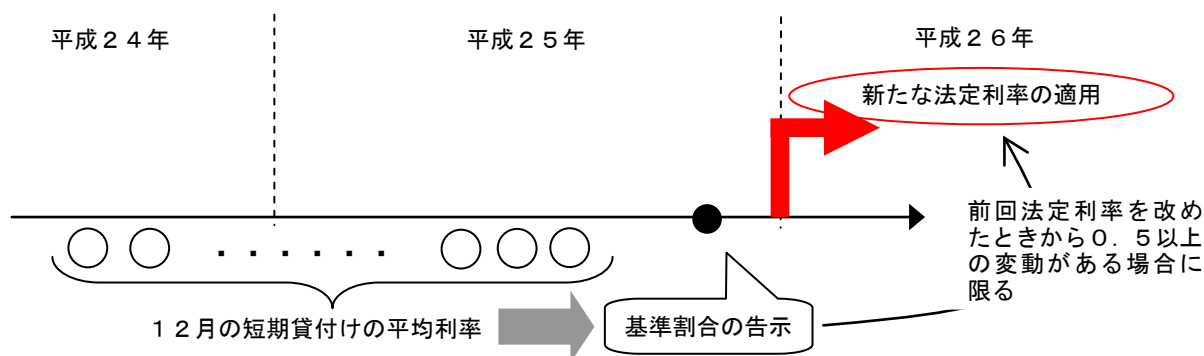 平成２４年
平成２５年
平成２６年
新たな法定利率の適用
前回法定利率を改め
たときから０．５以上
の変動がある場合に
限る
・・・・・・
１２月の短期貸付けの平均利率
基準割合の告示